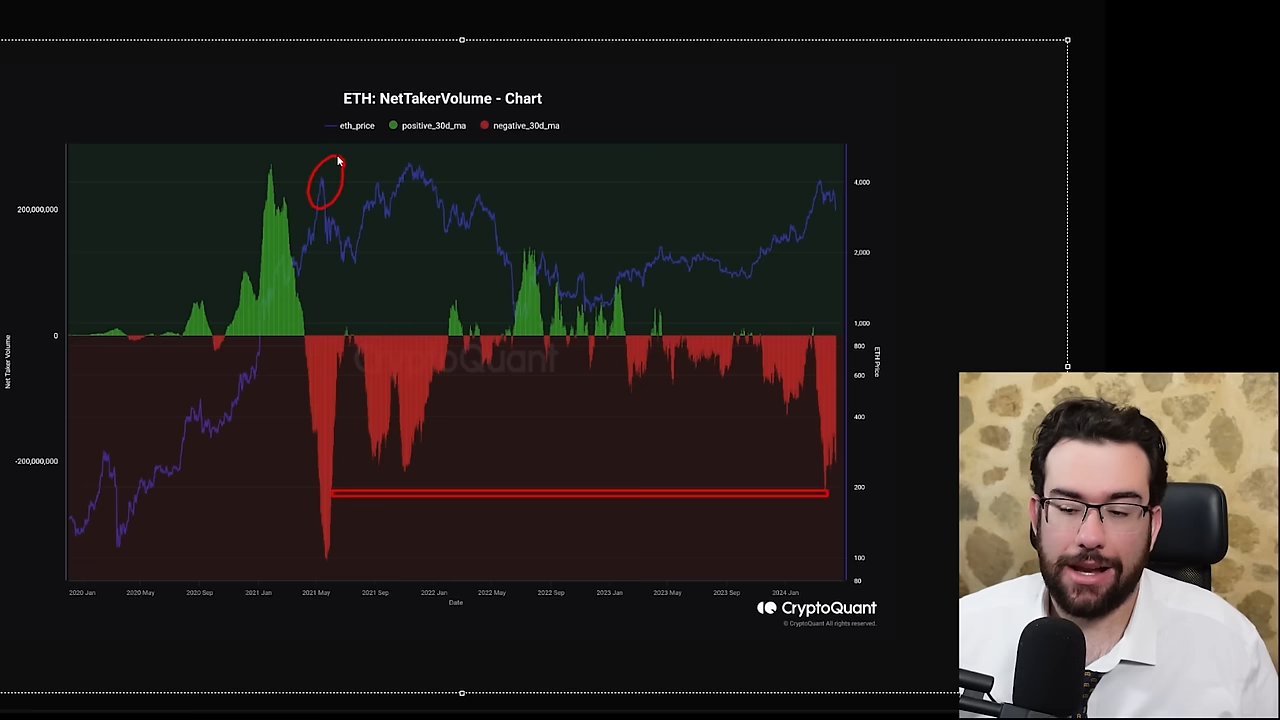 ETH: NetTakerVolume - Chart
eth_price positive_30d_ma negative_30d_ma
200,000,000
0
-200,000,000
Net Taker Volume
4,000
2,000
1,000
800
600
400
200
100
80
ETH Price
CryptoQuant
2020 Jan 2020 May 2020 Sep 2021 Jan 2021 May 2021 Sep 2022 Jan 2022 May 2022 Sep 2023 Jan 2023 May 2023 Sep 2024 Jan
Date
CryptoQuant
© CryptoQuant All rights reserved.